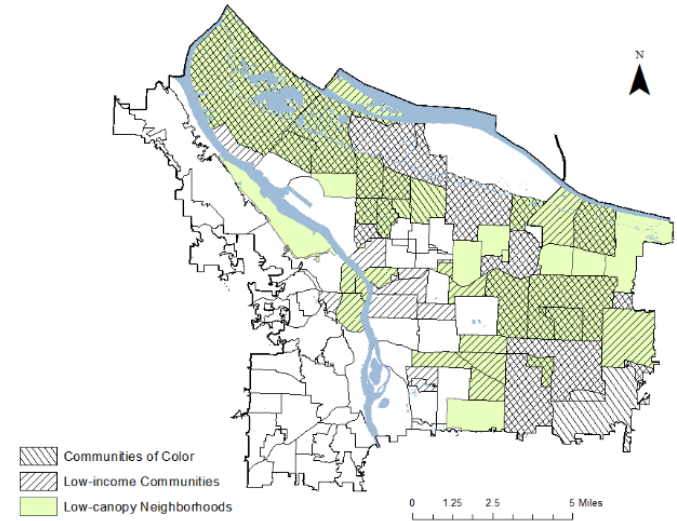 N
Communities of Color
Low-income Communities
Low-canopy Neighborhoods
0 1.25 2.5 5 Miles